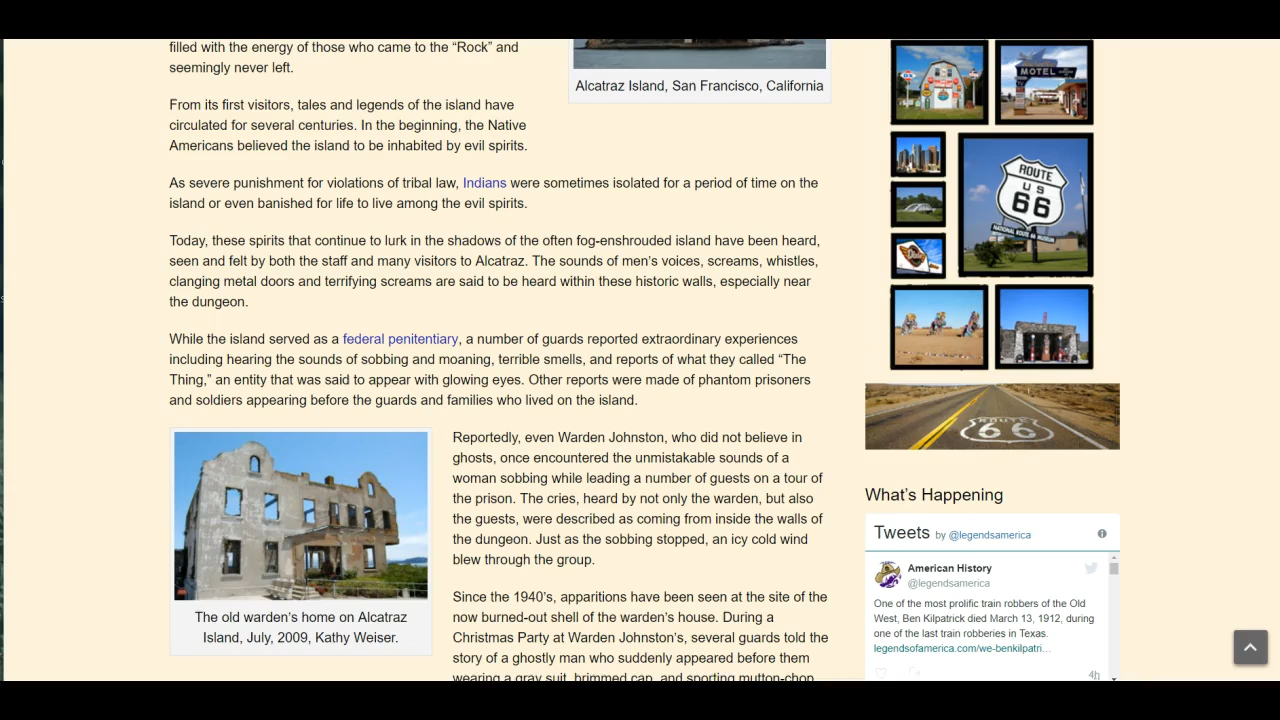 filled with the energy of those who came to the “Rock” and
seemingly never left.
Alcatraz Island, San Francisco, California
From its first visitors, tales and legends of the island have
circulated for several centuries. In the beginning, the Native
Americans believed the island to be inhabited by evil spirits.
As severe punishment for violations of tribal law, Indians were sometimes isolated for a period of time on the
island or even banished for life to live among the evil spirits.
Today, these spirits that continue to lurk in the shadows of the often fog-enshrouded island have been heard,
seen and felt by both the staff and many visitors to Alcatraz. The sounds of men’s voices, screams, whistles,
clanging metal doors and terrifying screams are said to be heard within these historic walls, especially near
the dungeon.
While the island served as a federal penitentiary, a number of guards reported extraordinary experiences
including hearing the sounds of sobbing and moaning, terrible smells, and reports of what they called “The
Thing,” an entity that was said to appear with glowing eyes. Other reports were made of phantom prisoners
and soldiers appearing before the guards and families who lived on the island.
The old warden’s home on Alcatraz
Island, July, 2009, Kathy Weiser.
Reportedly, even Warden Johnston, who did not believe in
ghosts, once encountered the unmistakable sounds of a
woman sobbing while leading a number of guests on a tour of
the prison. The cries, heard by not only the warden, but also
the guests, were described as coming from inside the walls of
the dungeon. Just as the sobbing stopped, an icy cold wind
blew through the group.
Since the 1940’s, apparitions have been seen at the site of the
now burned-out shell of the warden’s house. During a
Christmas Party at Warden Johnston’s, several guards told the
story of a ghostly man who suddenly appeared before them
wearing a gray suit, brimmed cap, and sporting mutton-chop
MOTEL
ROUTE
US
66
NATIONAL ROUTE 66 MUSEUM
ROUTE
66
What’s Happening
Tweets by @legendsamerica
American History
@legendsamerica
One of the most prolific train robbers of the Old
West, Ben Kilpatrick died March 13, 1912, during
one of the last train robberies in Texas.
legendsofamerica.com/we-benkilpatri…
4h